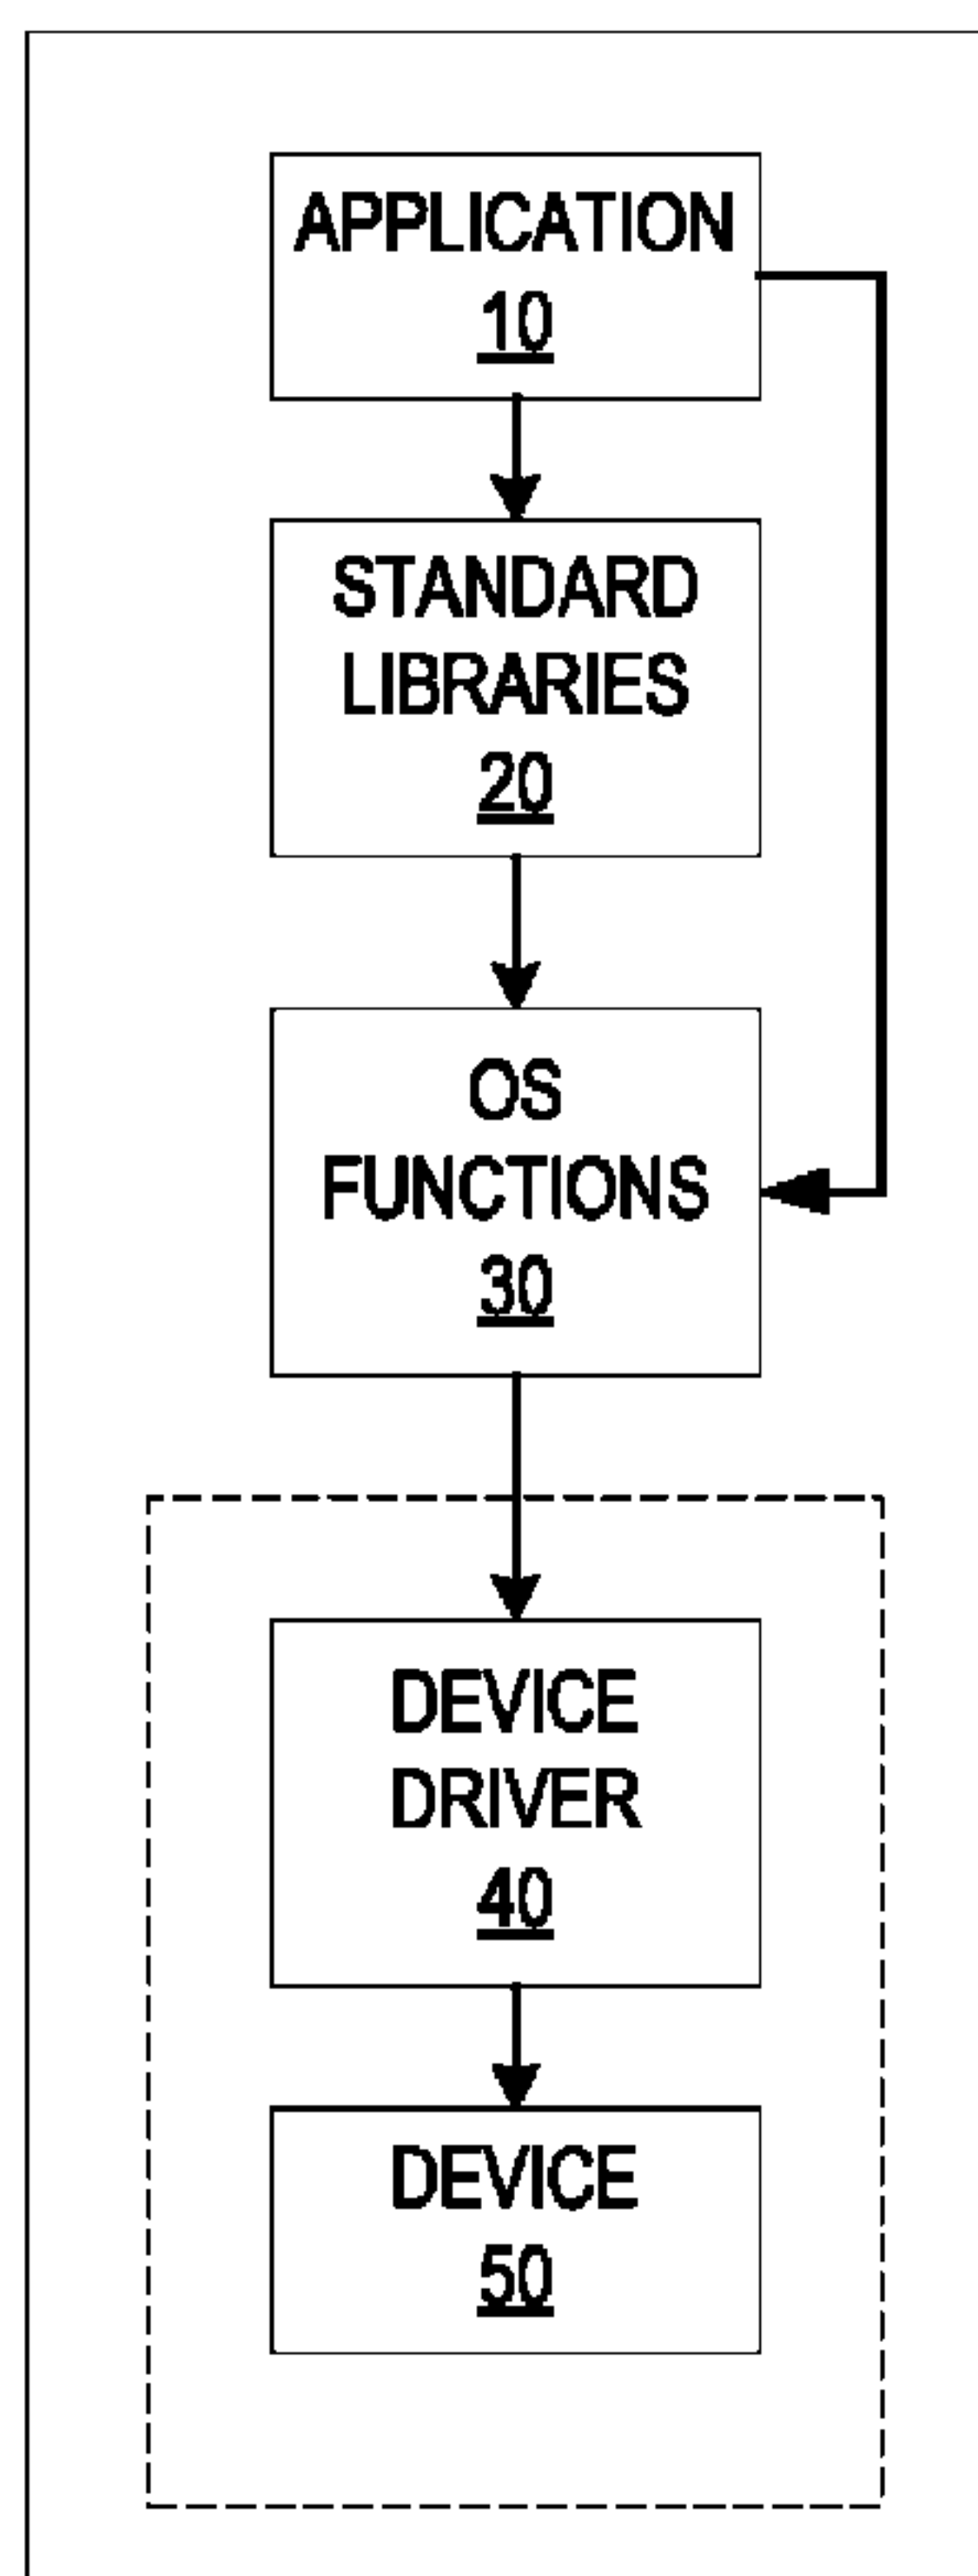 APPLICATION
10
STANDARD
LIBRARIES
20
OS
FUNCTIONS
30
DEVICE
DRIVER
40
DEVICE
50